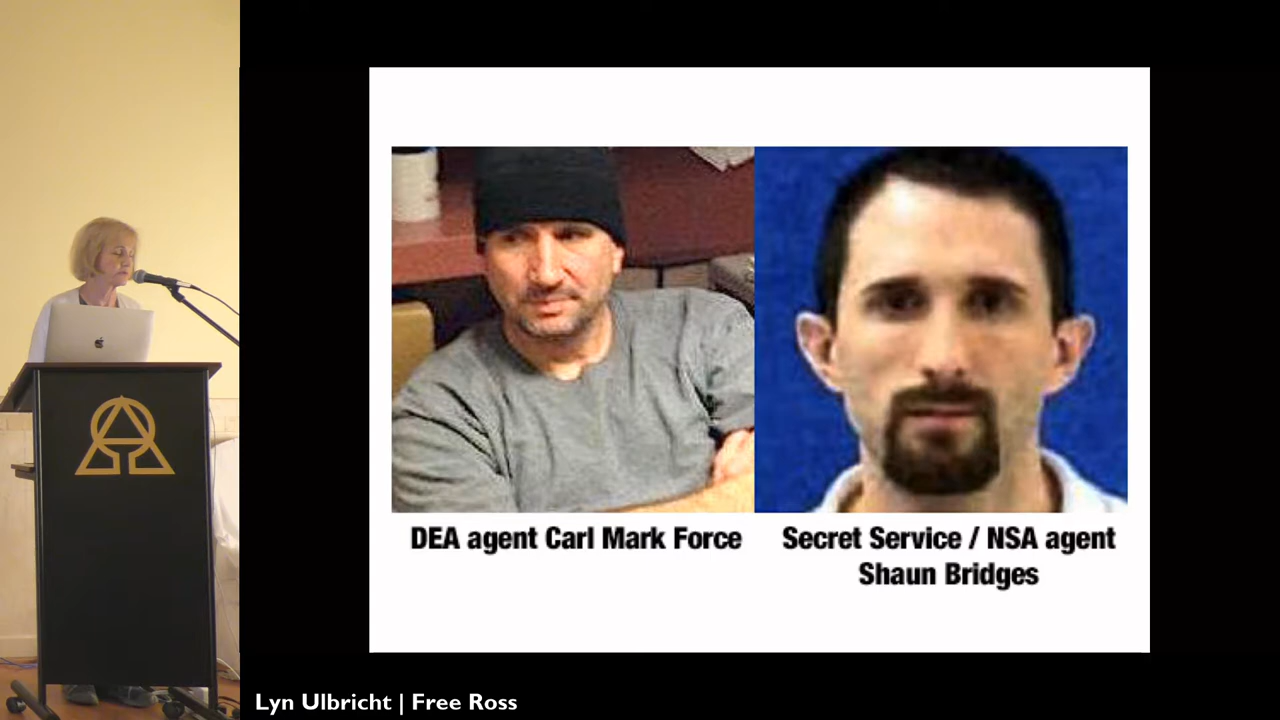 DEA agent Carl Mark Force
Secret Service / NSA agent
Shaun Bridges
Lyn Ulbricht | Free Ross